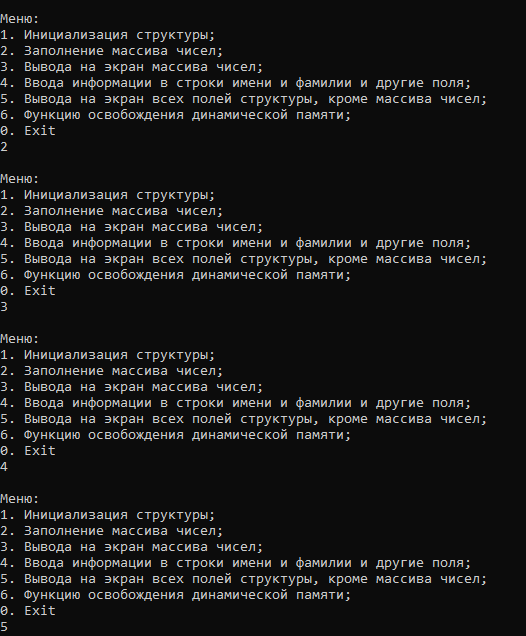 Меню:
1. Инициализация структуры;
2. Заполнение массива чисел;
3. Вывода на экран массива чисел;
4. Ввода информации в строки имени и фамилии и другие поля;
5. Вывода на экран всех полей структуры, кроме массива чисел;
6. Функцию освобождения динамической памяти;
0. Exit
2
Меню:
1. Инициализация структуры;
2. Заполнение массива чисел;
3. Вывода на экран массива чисел;
4. Ввода информации в строки имени и фамилии и другие поля;
5. Вывода на экран всех полей структуры, кроме массива чисел;
6. Функцию освобождения динамической памяти;
0. Exit
3
Меню:
1. Инициализация структуры;
2. Заполнение массива чисел;
3. Вывода на экран массива чисел;
4. Ввода информации в строки имени и фамилии и другие поля;
5. Вывода на экран всех полей структуры, кроме массива чисел;
6. Функцию освобождения динамической памяти;
0. Exit
4
Меню:
1. Инициализация структуры;
2. Заполнение массива чисел;
3. Вывода на экран массива чисел;
4. Ввода информации в строки имени и фамилии и другие поля;
5. Вывода на экран всех полей структуры, кроме массива чисел;
6. Функцию освобождения динамической памяти;
0. Exit
5